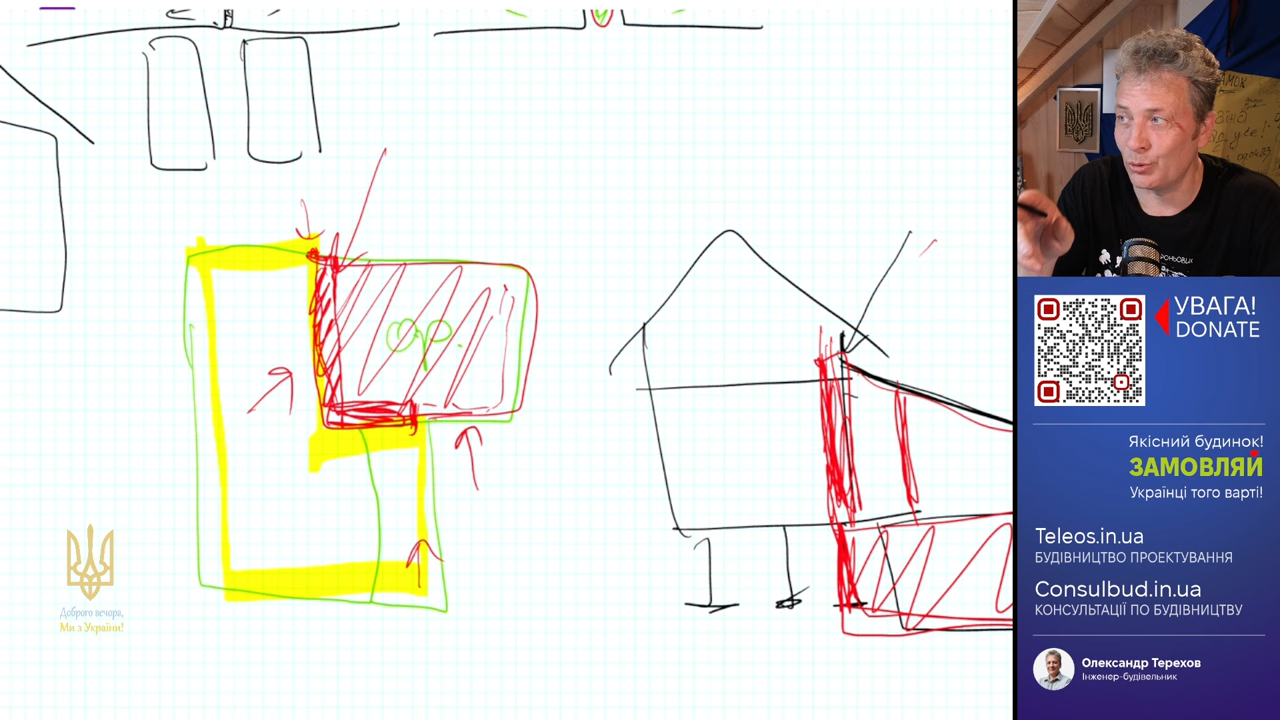 ар.
УВАГА!
DONATE
Якісний будинок!
ЗАМОВЛЯЙ
Українці того варті!
Teleos.in.ua
БУДІВНИЦТВО ПРОЕКТУВАННЯ
Consulbud.in.ua
КОНСУЛЬТАЦІЇ ПО БУДІВНИЦТВУ
Олександр Терехов
Інженер-будівельник
Доброго вечора,
Ми з України!